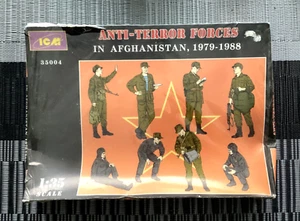 ANTI-TERROR FORCES
ICM
IN AFGHANISTAN, 1979-1988
35004
1:35
SCALE